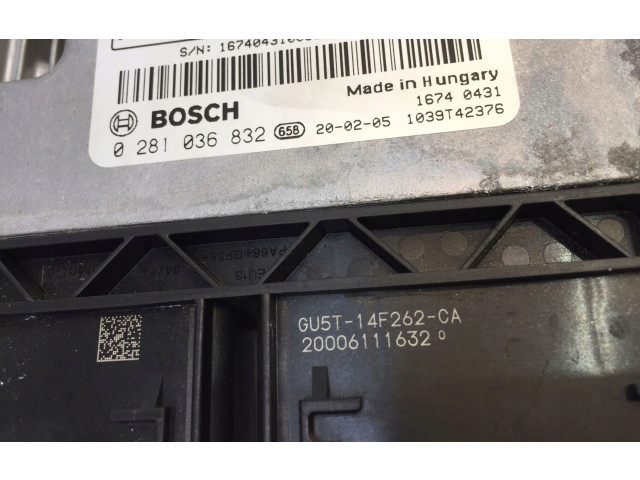 S/N: 167404310
Made in Hungary
1674 0431
BOSCH
0 281 036 832 658 20-02-05 1039T42376
GU5T-14F262-CA
20006111632